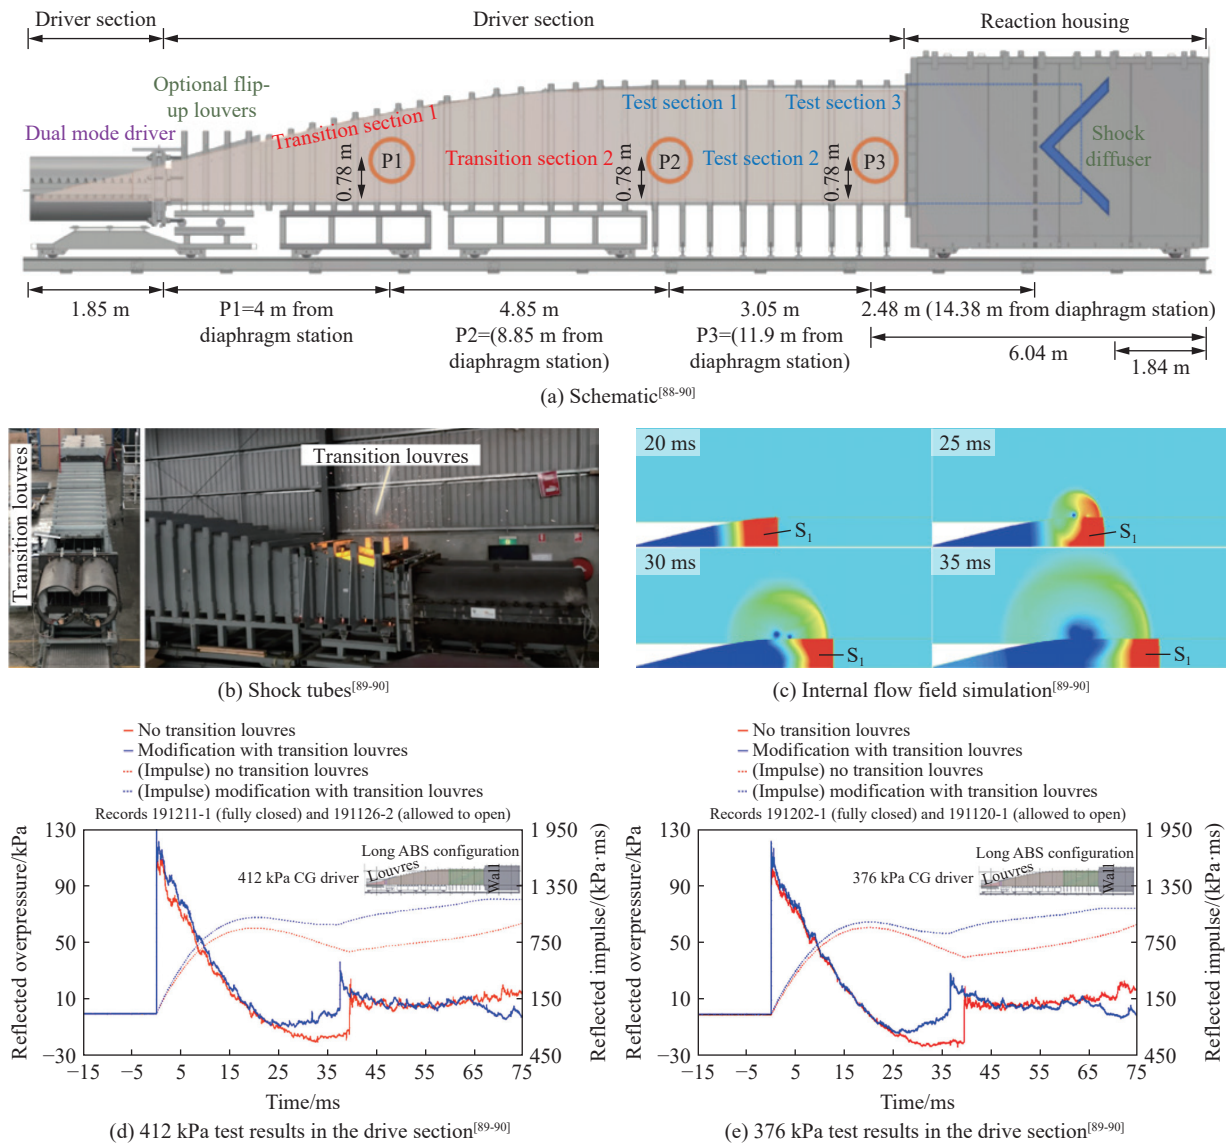 Driver section
Driver section
Reaction housing
Optional flip-
up louvers
Dual mode driver
Transition section 1
Transition section 2
Test section 1
Test section 2
Test section 3
Shock
diffuser
P1
P2
P3
0.78 m
0.78 m
0.78 m
1.85 m
P1=4 m from
diaphragm station
4.85 m
P2=(8.85 m from
diaphragm station)
3.05 m
P3=(11.9 m from
diaphragm station)
2.48 m (14.38 m from diaphragm station)
6.04 m
1.84 m
(a) Schematic[88-90]
Transition louvres
Transition louvres
(b) Shock tubes[89-90]
20 ms
S1
25 ms
S1
30 ms
S1
35 ms
S1
(c) Internal flow field simulation[89-90]
No transition louvres
Modification with transition louvres
(Impulse) no transition louvres
(Impulse) modification with transition louvres
Records 191211-1 (fully closed) and 191126-2 (allowed to open)
Reflected overpressure/kPa
130
90
50
10
−30
Long ABS configuration
412 kPa CG driver
Louvres
Wall
1 950
1 350
750
150
450
Reflected impulse/(kPa·ms)
−15
−5
5
15
25
35
45
55
65
75
Time/ms
(d) 412 kPa test results in the drive section[89-90]
No transition louvres
Modification with transition louvres
(Impulse) no transition louvres
(Impulse) modification with transition louvres
Records 191202-1 (fully closed) and 191120-1 (allowed to open)
Reflected overpressure/kPa
130
90
50
10
−30
Long ABS configuration
376 kPa CG driver
Louvres
Wall
1 950
1 350
750
150
450
Reflected impulse/(kPa·ms)
−15
−5
5
15
25
35
45
55
65
75
Time/ms
(e) 376 kPa test results in the drive section[89-90]